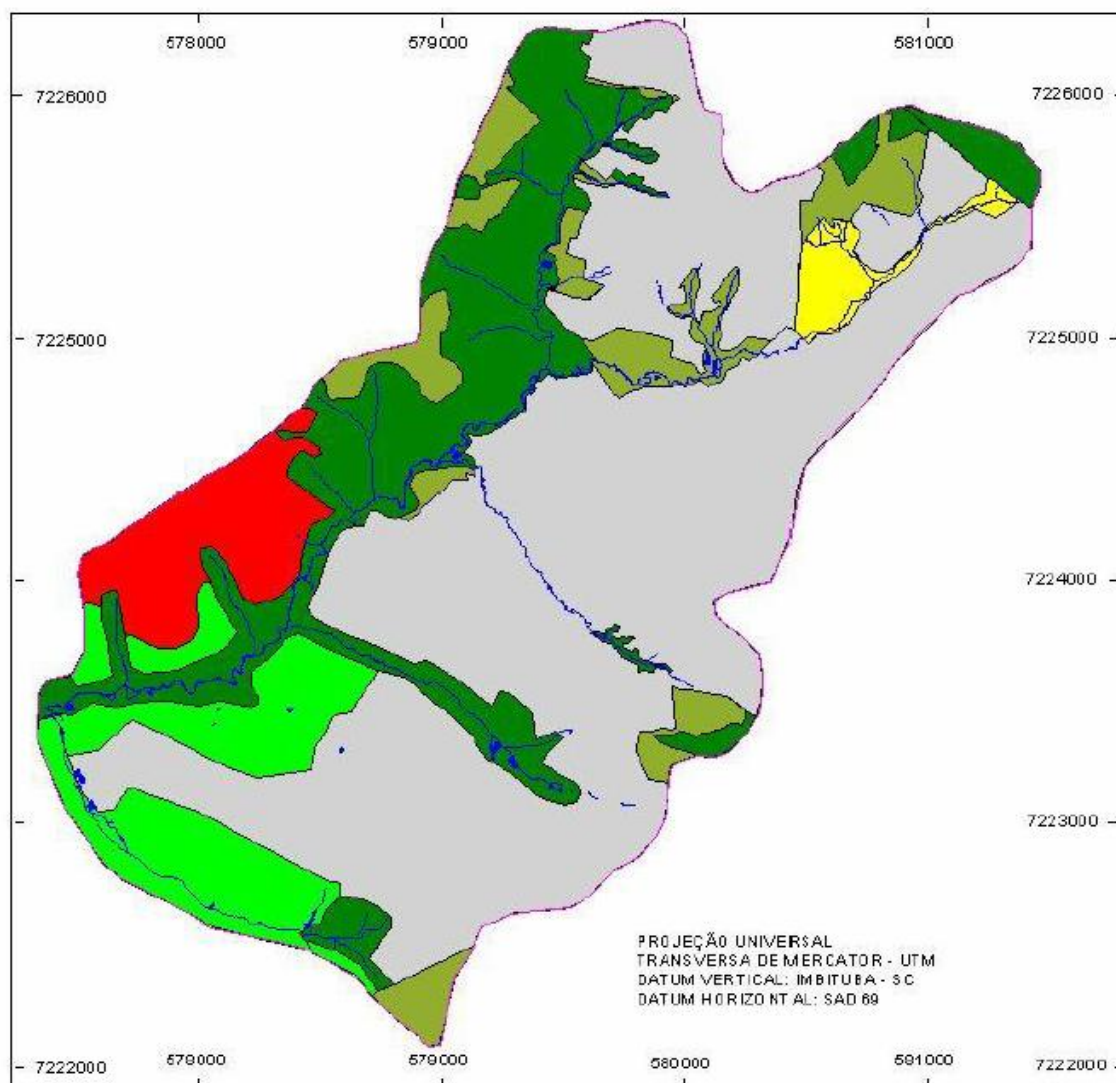 578000 579000 581000
7226000 7226000
7225000 7225000
7224000 7224000
7223000 7223000
PROJEÇÃO UNIVERSAL
TRANSVERSA DE MERCATOR - UTM
DATUM VERTICAL: IMBITUBA - SC
DATUM HORIZONTAL: SAD 69
578000 579000 580000 581000
7222000 7222000